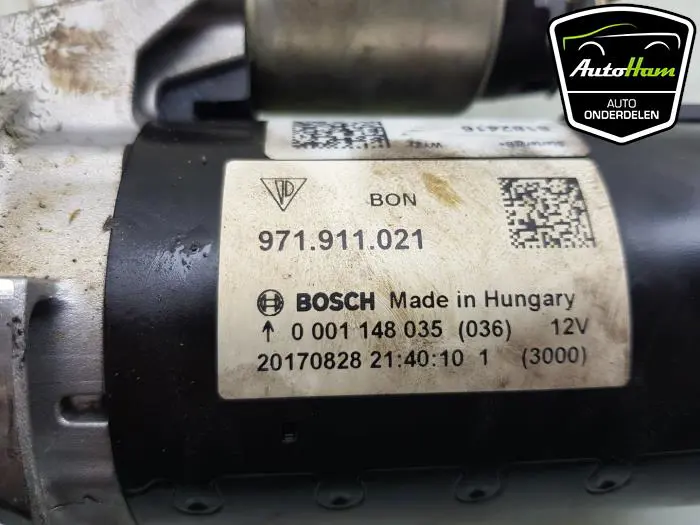 AutoHam
AUTO
ONDERDELEN
BON
971.911.021
BOSCH Made in Hungary
↑ 0 001 148 035 (036) 12V
20170828 21:40:10 1 (3000)